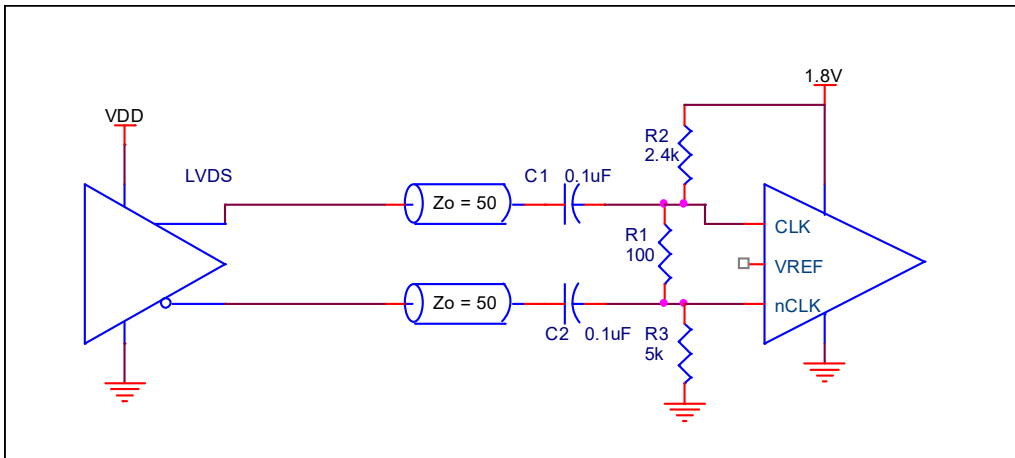 1.8V
VDD
R2
2.4k
LVDS
C1
0.1uF
Zo = 50
CLK
R1
100
VREF
Zo = 50
nCLK
C2
0.1uF
R3
5k